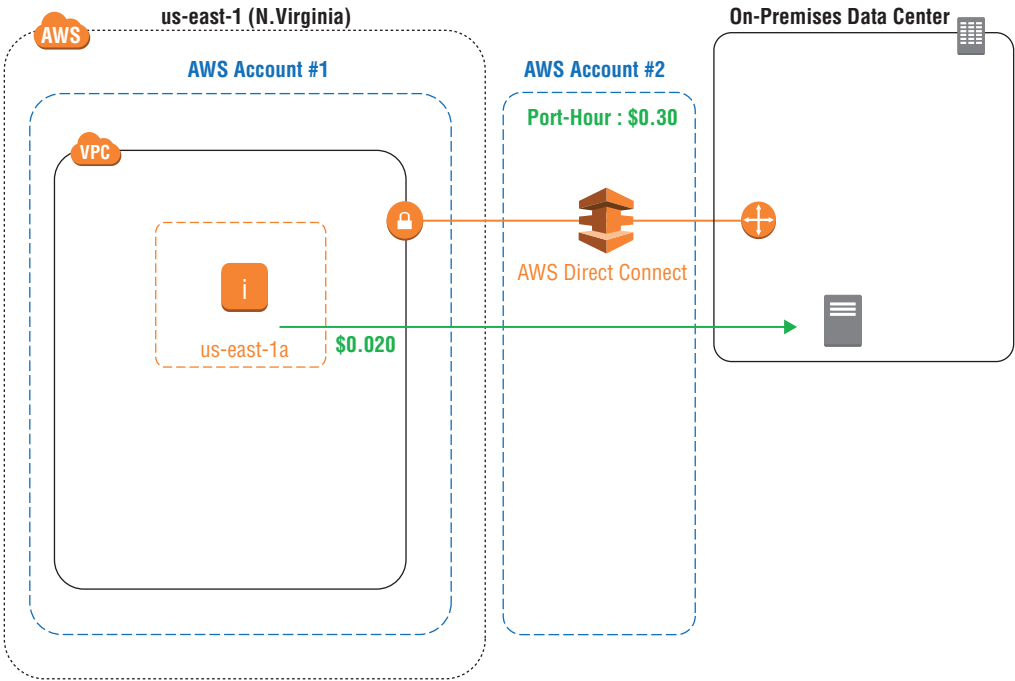 us-east-1 (N.Virginia)
On-Premises Data Center
AWS
AWS Account #1
AWS Account #2
Port-Hour : $0.30
VPC
AWS Direct Connect
i
us-east-1a
$0.020